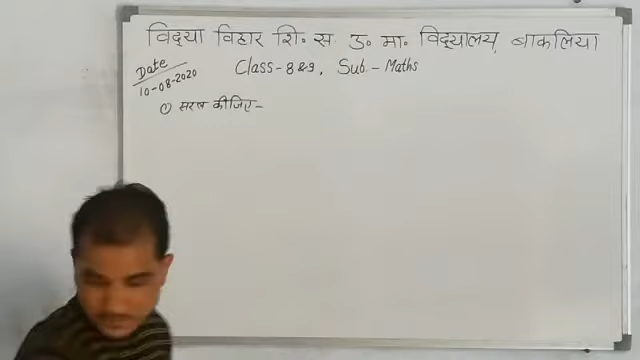 विद्या विहार शि. स. उ. मा. विद्यालय, बाकलिया
Date
10-08-2020
Class - 8 & 9, Sub. - Maths
① सरल कीजिए -